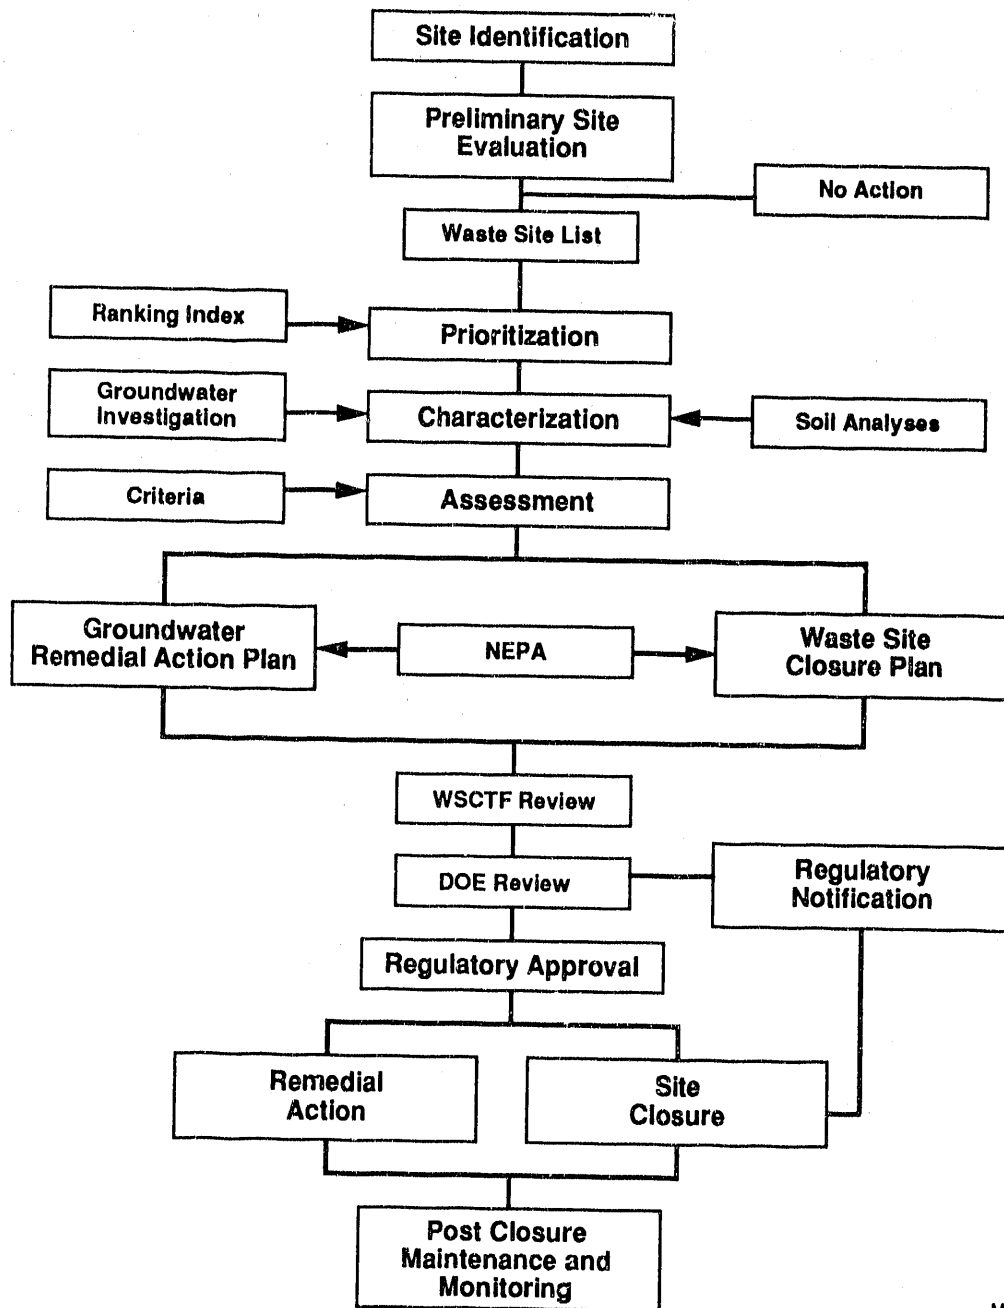 Site Identification
Preliminary Site
Evaluation
No Action
Waste Site List
Ranking Index
Prioritization
Groundwater
Investigation
Characterization
Soil Analyses
Criteria
Assessment
Groundwater
Remedial Action Plan
NEPA
Waste Site
Closure Plan
WSCTF Review
DOE Review
Regulatory
Notification
Regulatory Approval
Remedial
Action
Site
Closure
Post Closure
Maintenance and
Monitoring